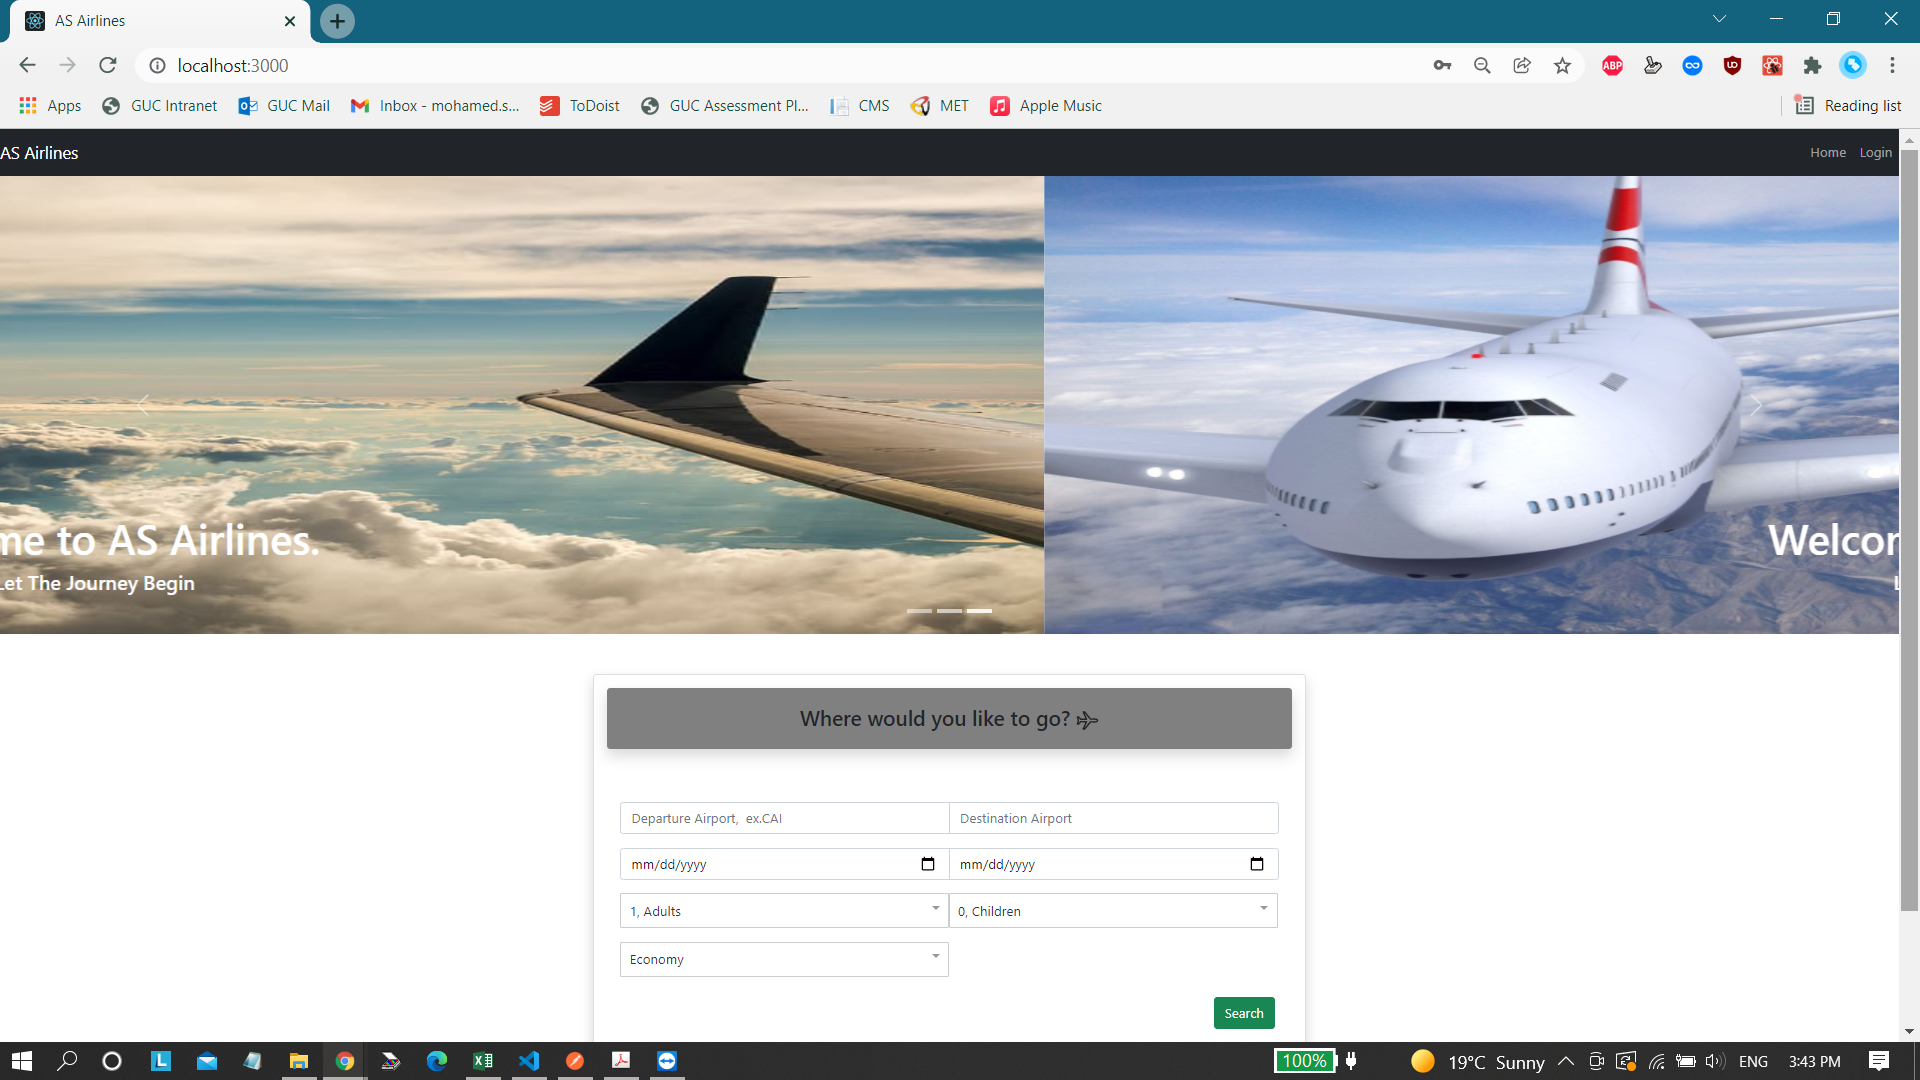 AS Airlines
localhost:3000
Apps GUC Intranet GUC Mail Inbox - mohamed.s... ToDoist GUC Assessment Pl... CMS MET Apple Music Reading list
AS Airlines Home Login
me to AS Airlines.
Let The Journey Begin
Welcor
L
Where would you like to go?
Departure Airport, ex.CAI Destination Airport
mm/dd/yyyy mm/dd/yyyy
1, Adults 0, Children
Economy
Search
100% 19°C Sunny ENG 3:43 PM